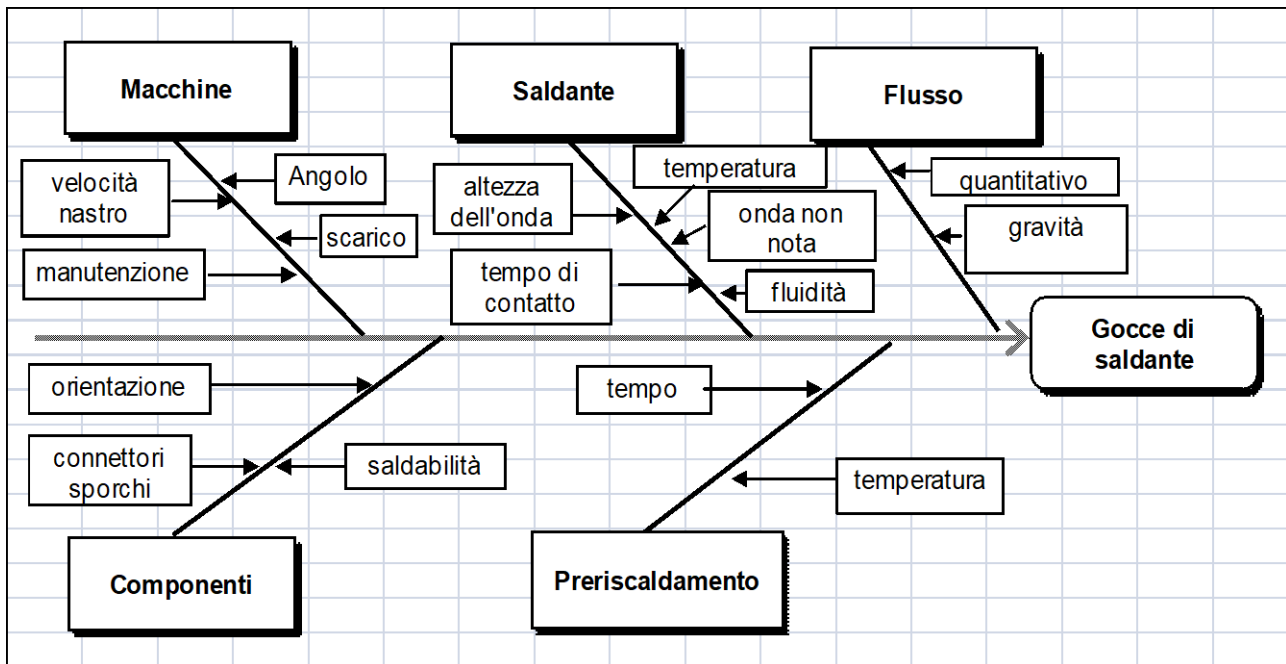 Macchine
Saldante
Flusso
velocità
nastro
Angolo
scarico
manutenzione
altezza
dell'onda
temperatura
onda non
nota
tempo di
contatto
fluidità
quantitativo
gravità
Gocce di
saldante
orientazione
connettori
sporchi
saldabilità
tempo
temperatura
Componenti
Preriscaldamento